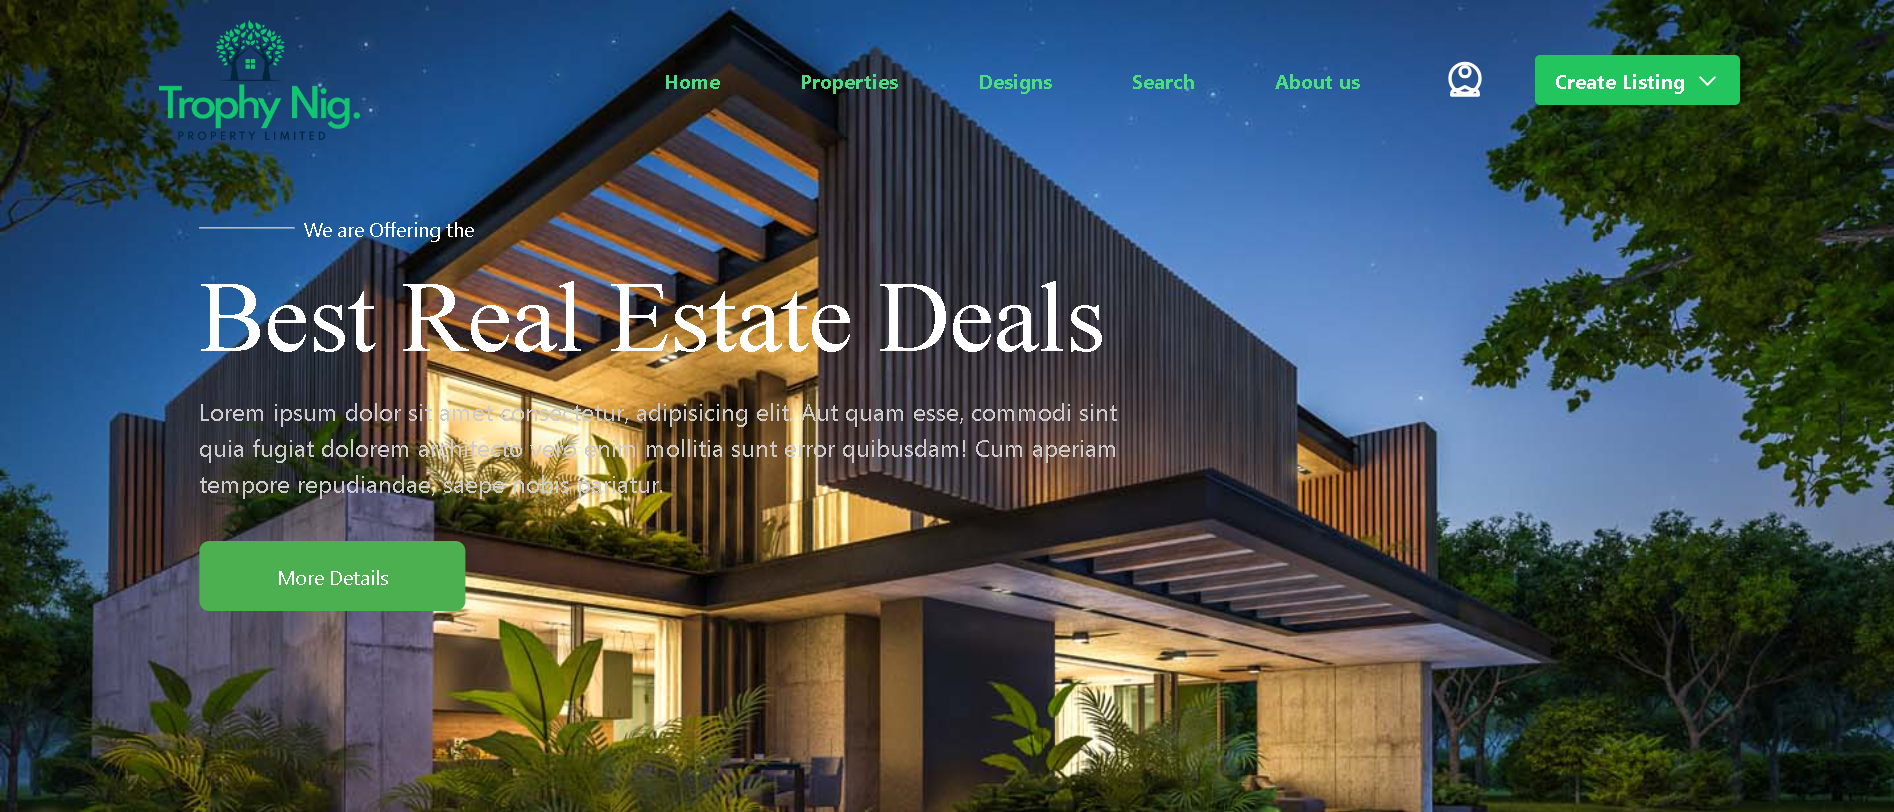 Trophy Nig.
PROPERTY LIMITED
Home
Properties
Designs
Search
About us
Create Listing
We are Offering the
Best Real Estate Deals
Lorem ipsum dolor sit amet consectetur, adipisicing elit. Aut quam esse, commodi sint
quia fugiat dolorem architecto vero enim mollitia sunt error quibusdam! Cum aperiam
tempore repudiandae, saepe nobis pariatur.
More Details